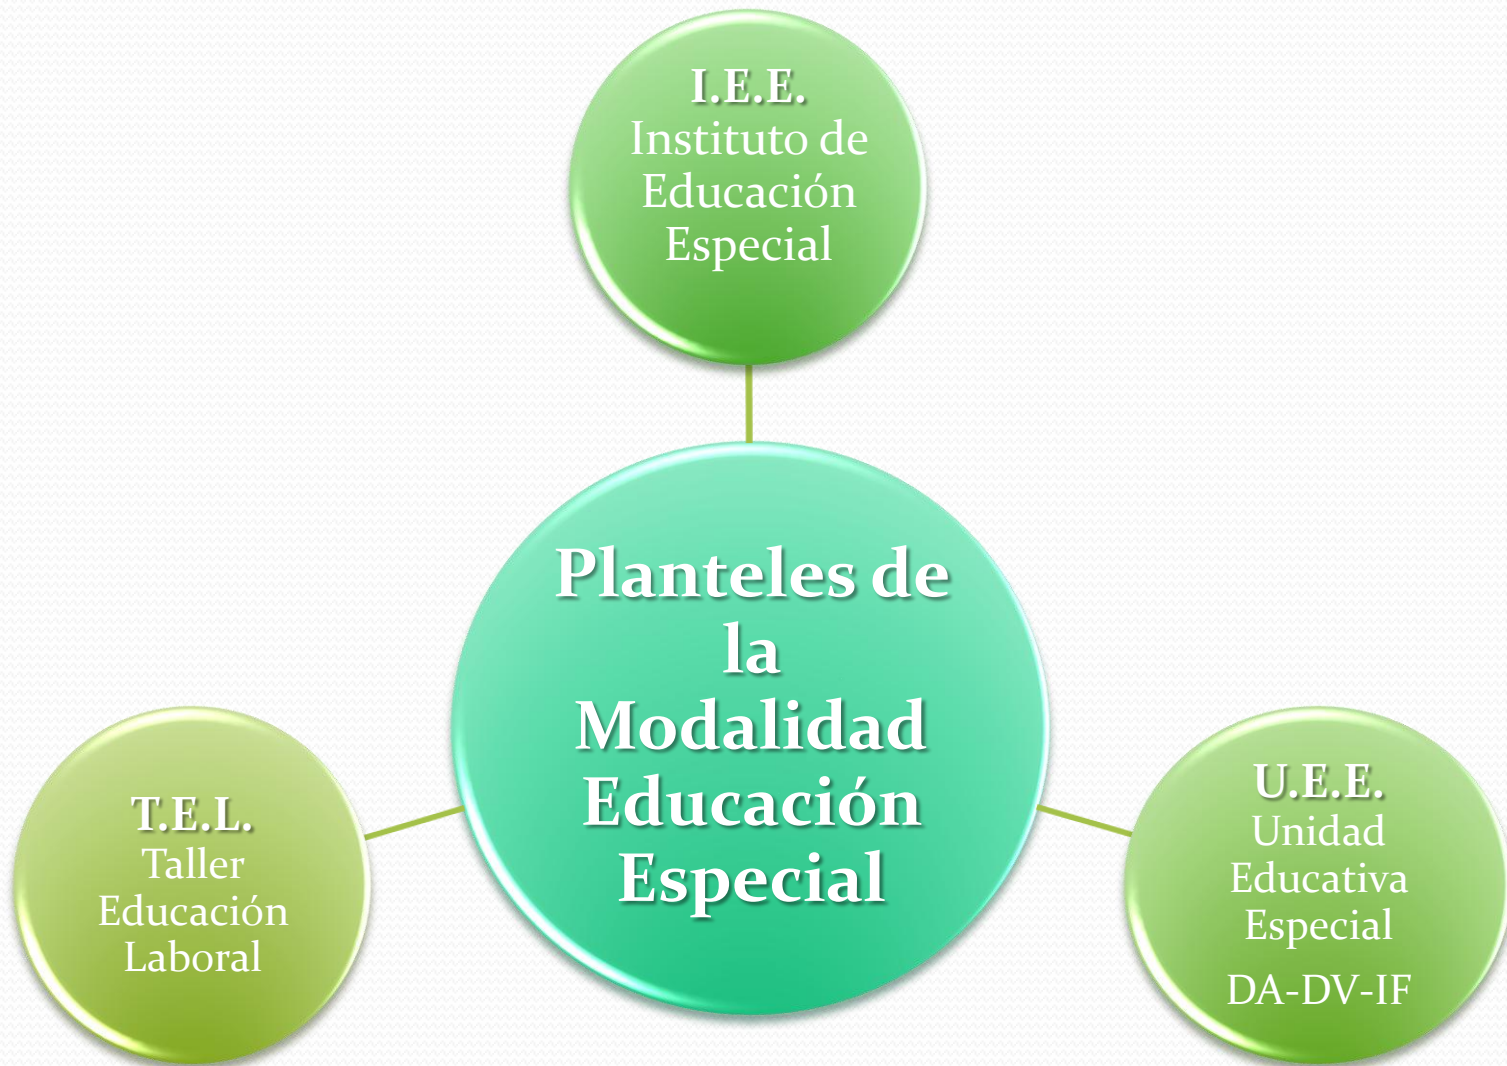 I.E.E.
Instituto de
Educación
Especial
Planteles de
la
Modalidad
Educación
Especial
T.E.L.
Taller
Educación
Laboral
U.E.E.
Unidad
Educativa
Especial
DA-DV-IF